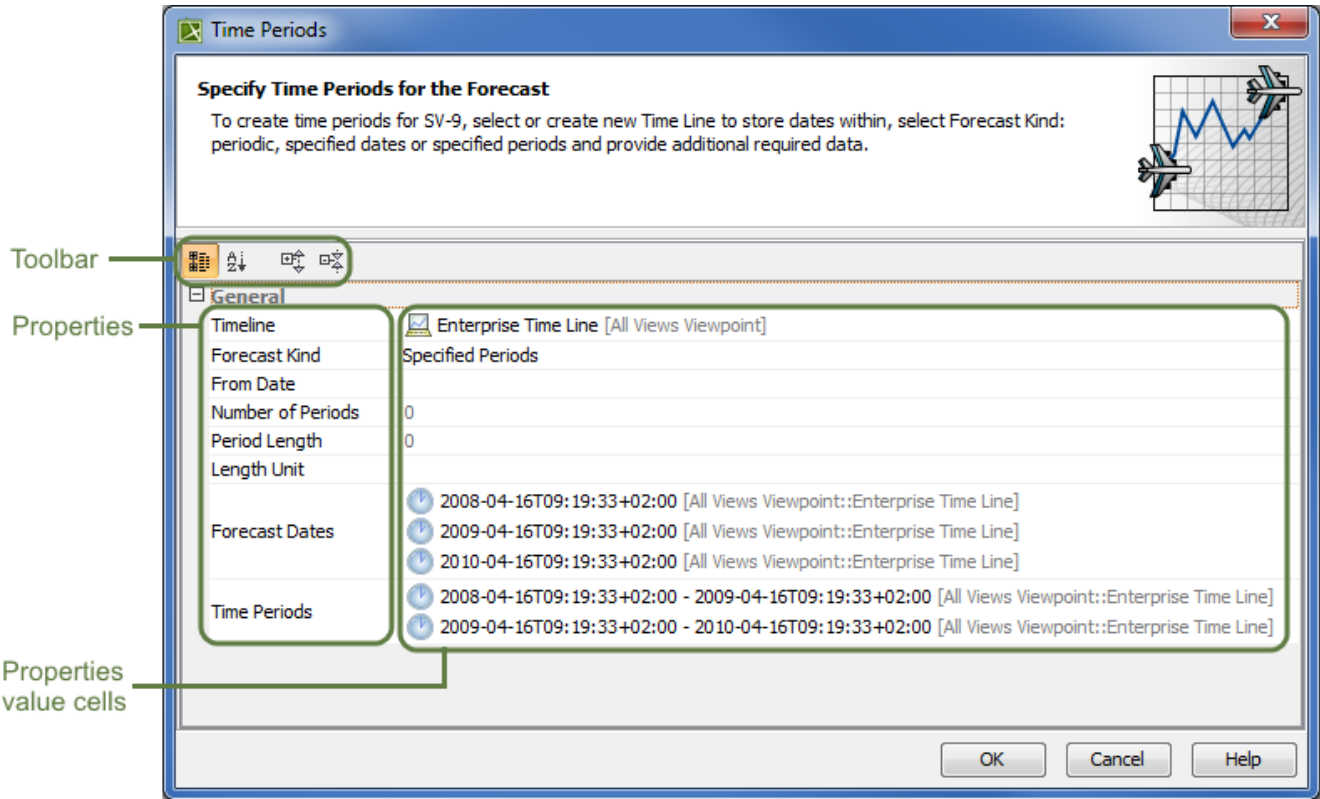 Time Periods
Specify Time Periods for the Forecast
To create time periods for SV-9, select or create new Time Line to store dates within, select Forecast Kind:
periodic, specified dates or specified periods and provide additional required data.
Toolbar
General
Properties
Timeline Enterprise Time Line [All Views Viewpoint]
Forecast Kind Specified Periods
From Date
Number of Periods 0
Period Length 0
Length Unit
Forecast Dates
2008-04-16T09:19:33+02:00 [All Views Viewpoint::Enterprise Time Line]
2009-04-16T09:19:33+02:00 [All Views Viewpoint::Enterprise Time Line]
2010-04-16T09:19:33+02:00 [All Views Viewpoint::Enterprise Time Line]
Time Periods
2008-04-16T09:19:33+02:00 - 2009-04-16T09:19:33+02:00 [All Views Viewpoint::Enterprise Time Line]
2009-04-16T09:19:33+02:00 - 2010-04-16T09:19:33+02:00 [All Views Viewpoint::Enterprise Time Line]
Properties
value cells
OK Cancel Help